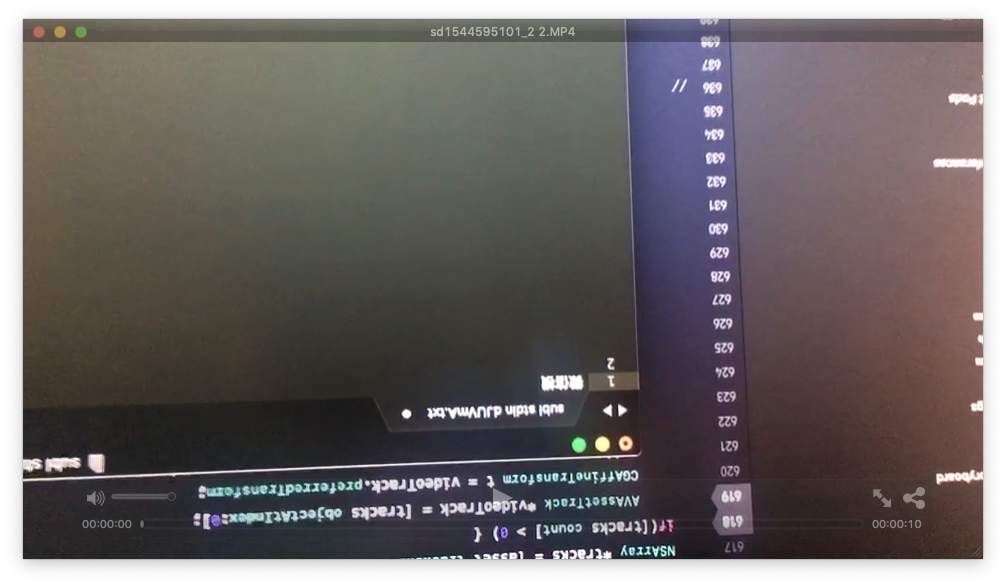 sd1544595101_2 2.MP4
617 NSArray *tracks = [asset
618 if([tracks count] > 0) {
619 AVAssetTrack *videoTrack = [tracks objectAtIndex:0];
620 CGAffineTransform t = videoTrack.preferredTransform;
621
622
623
624
625
626
627
628
629
630
631
632
633
634
635
636 //
637
638
subl stdin dJUVmA.txt
1
2
subl
Pods
00:00:00
00:00:10